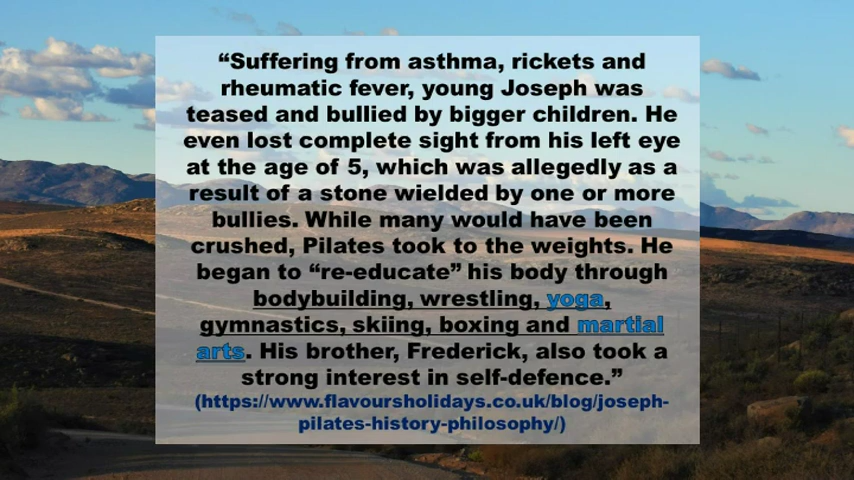 “Suffering from asthma, rickets and
rheumatic fever, young Joseph was
teased and bullied by bigger children. He
even lost complete sight from his left eye
at the age of 5, which was allegedly as a
result of a stone wielded by one or more
bullies. While many would have been
crushed, Pilates took to the weights. He
began to “re-educate” his body through
bodybuilding, wrestling, yoga,
gymnastics, skiing, boxing and martial
arts. His brother, Frederick, also took a
strong interest in self-defence.”
(https://www.flavoursholidays.co.uk/blog/joseph-
pilates-history-philosophy/)